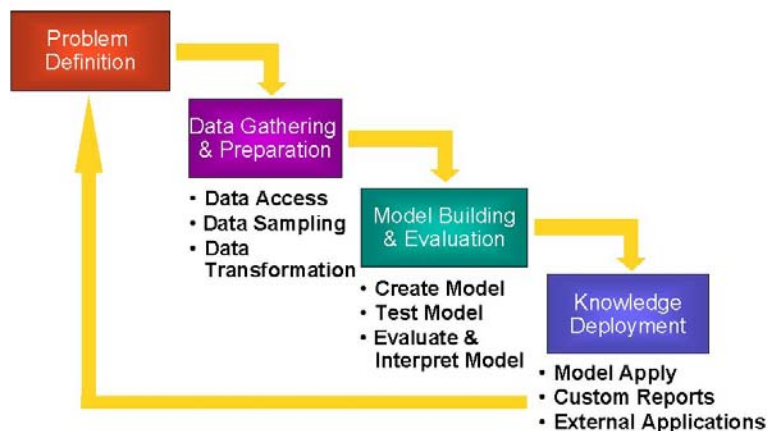 Problem
Definition
Data Gathering
& Preparation
• Data Access
• Data Sampling
• Data
Transformation
Model Building
& Evaluation
• Create Model
• Test Model
• Evaluate &
Interpret Model
Knowledge
Deployment
• Model Apply
• Custom Reports
• External Applications